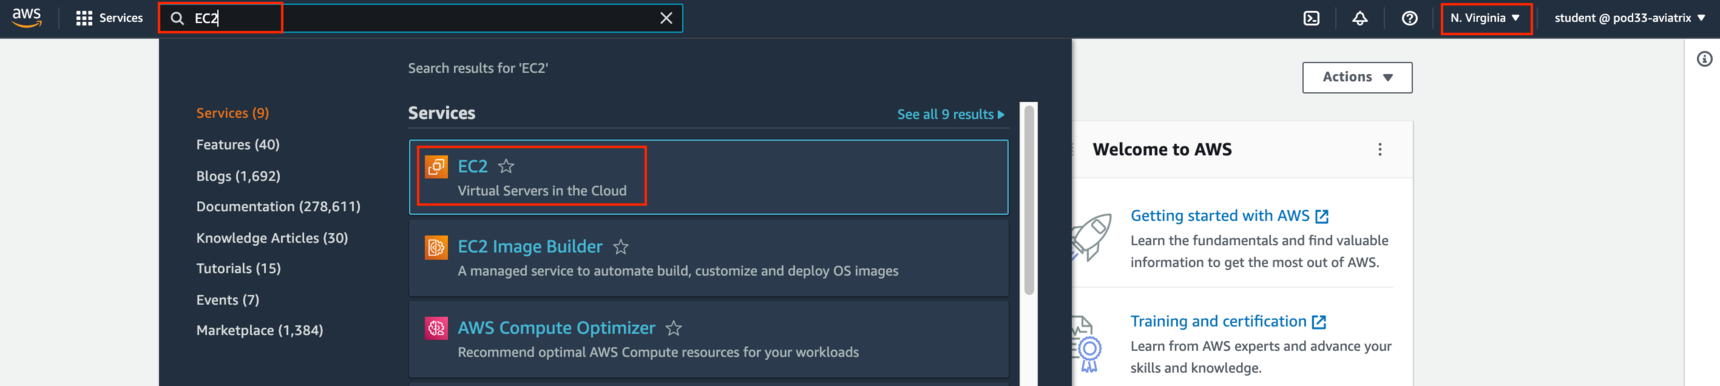 aws
Services
EC2
N. Virginia
student @ pod33-aviatrix
Search results for 'EC2'
Services (9)
Features (40)
Blogs (1,692)
Documentation (278,611)
Knowledge Articles (30)
Tutorials (15)
Events (7)
Marketplace (1,384)
Services
See all 9 results
EC2
Virtual Servers in the Cloud
EC2 Image Builder
A managed service to automate build, customize and deploy OS images
AWS Compute Optimizer
Recommend optimal AWS Compute resources for your workloads
Actions
Welcome to AWS
Getting started with AWS
Learn the fundamentals and find valuable
information to get the most out of AWS.
Training and certification
Learn from AWS experts and advance your
skills and knowledge.